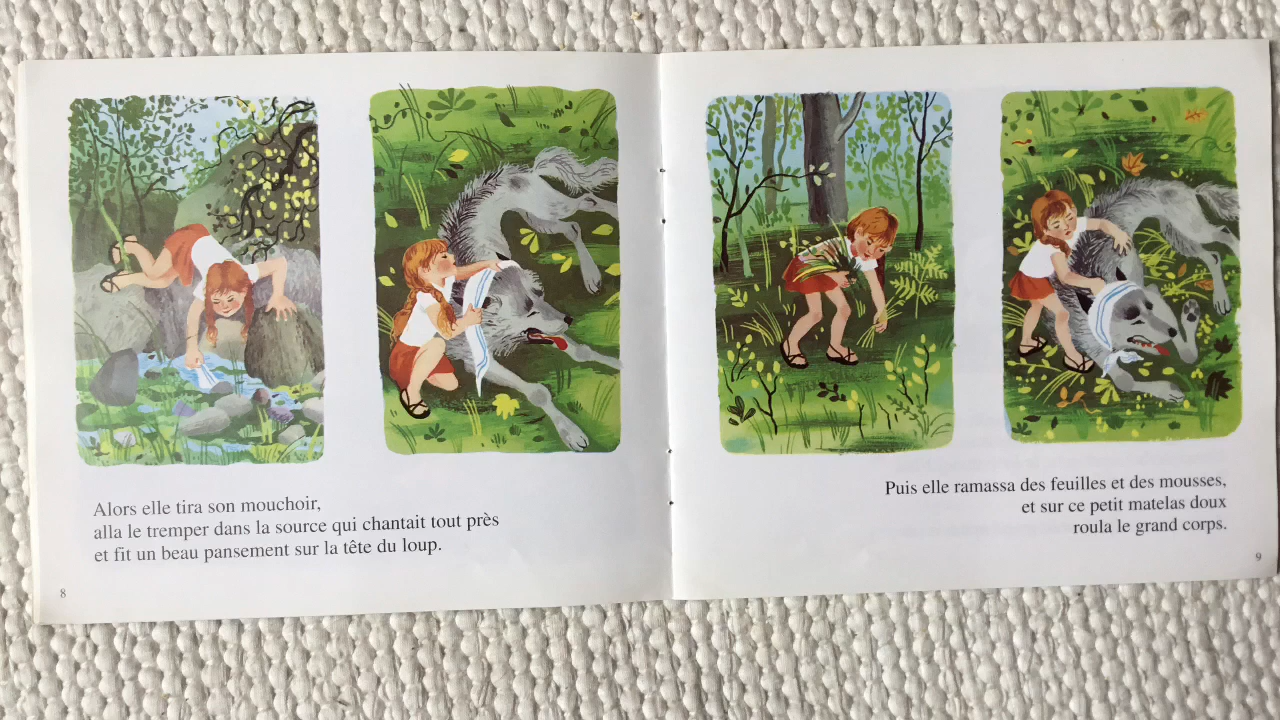 Alors elle tira son mouchoir,
alla le tremper dans la source qui chantait tout près
et fit un beau pansement sur la tête du loup.
8
Puis elle ramassa des feuilles et des mousses,
et sur ce petit matelas doux
roula le grand corps.
9